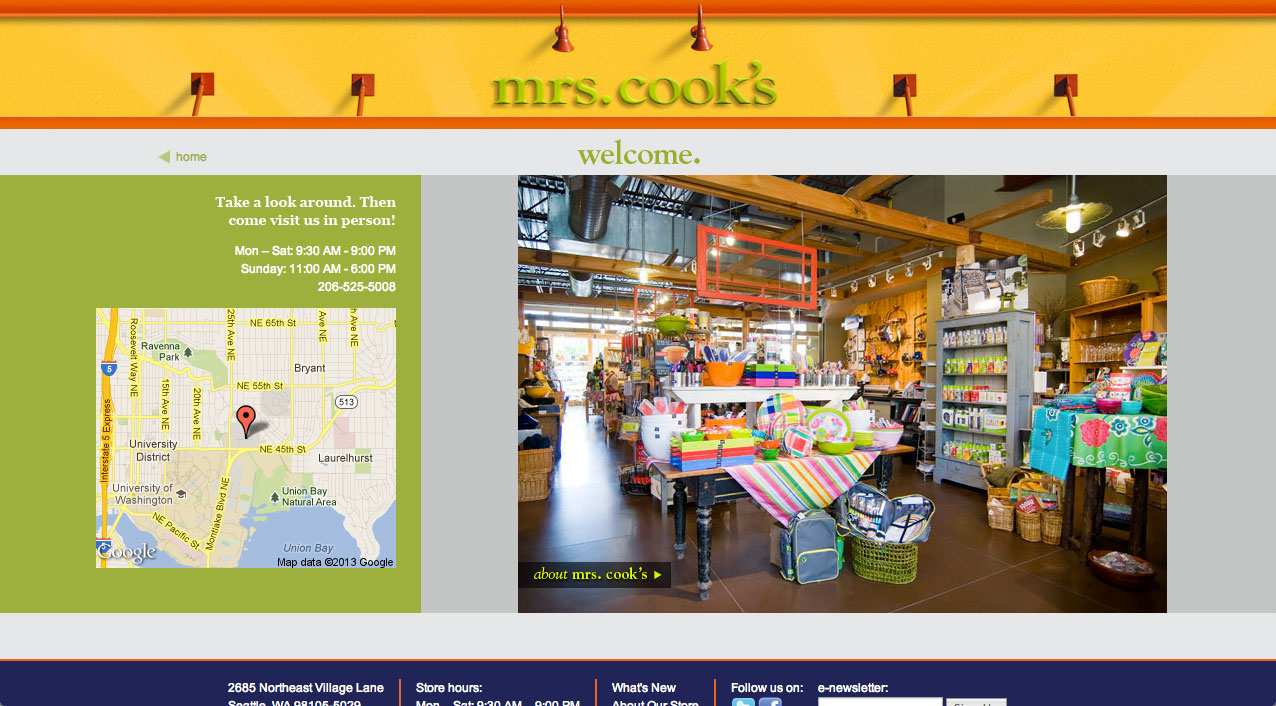 mrs. cook's
home
welcome.
Take a look around. Then
come visit us in person!
Mon – Sat: 9:30 AM - 9:00 PM
Sunday: 11:00 AM - 6:00 PM
206-525-5008
NE 65th St
Roosevelt Way NE
25th Ave NE
Ave NE
h Ave NE
Ravenna
Park
Bryant
5
15th Ave NE
20th Ave NE
NE 55th St
513
Interstate 5 Express
University
District
NE 45th St
Laurelhurst
University of
Washington
Montlake Blvd NE
Union Bay
Natural Area
NE Pacific St
Google
Union Bay
Map data ©2013 Google
about mrs. cook's
2685 Northeast Village Lane
Seattle, WA 98105-5029
Store hours:
Mon – Sat: 9:30 AM – 9:00 PM
What's New
About Our Store
Follow us on:
e-newsletter:
Sign Up